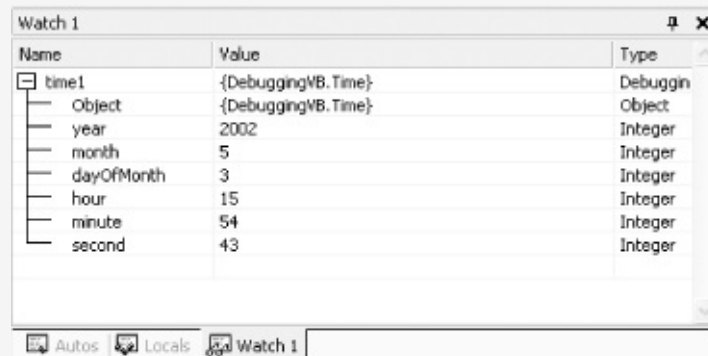 Watch 1
Name Value Type
time1 {DebuggingVB.Time} Debuggin
Object {DebuggingVB.Time} Object
year 2002 Integer
month 5 Integer
dayOfMonth 3 Integer
hour 15 Integer
minute 54 Integer
second 43 Integer
Autos Locals Watch 1